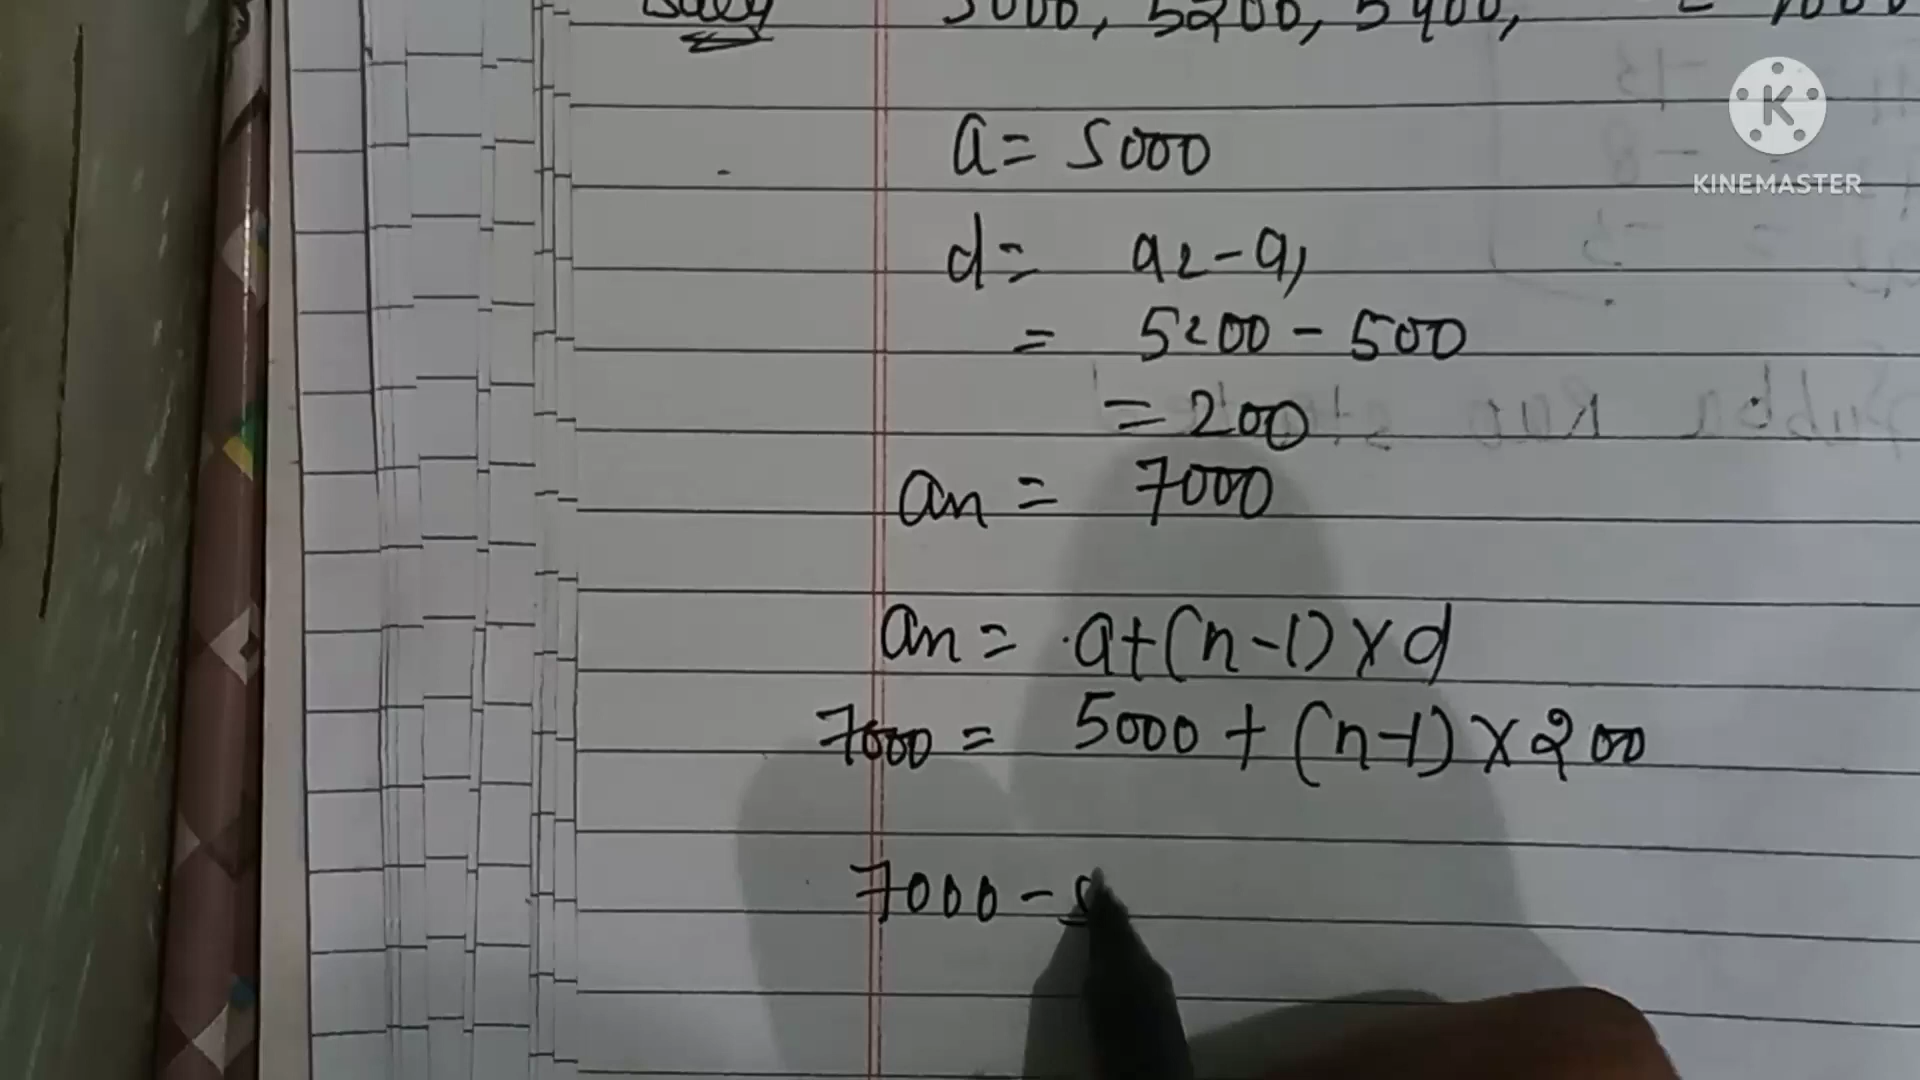 5000, 5200, 5400,
a = 5000
d = a2 - a1
= 5200 - 500
= 200
an = 7000
an = a + (n-1) x d
7000 = 5000 + (n-1) x 200
7000 -
KINEMASTER